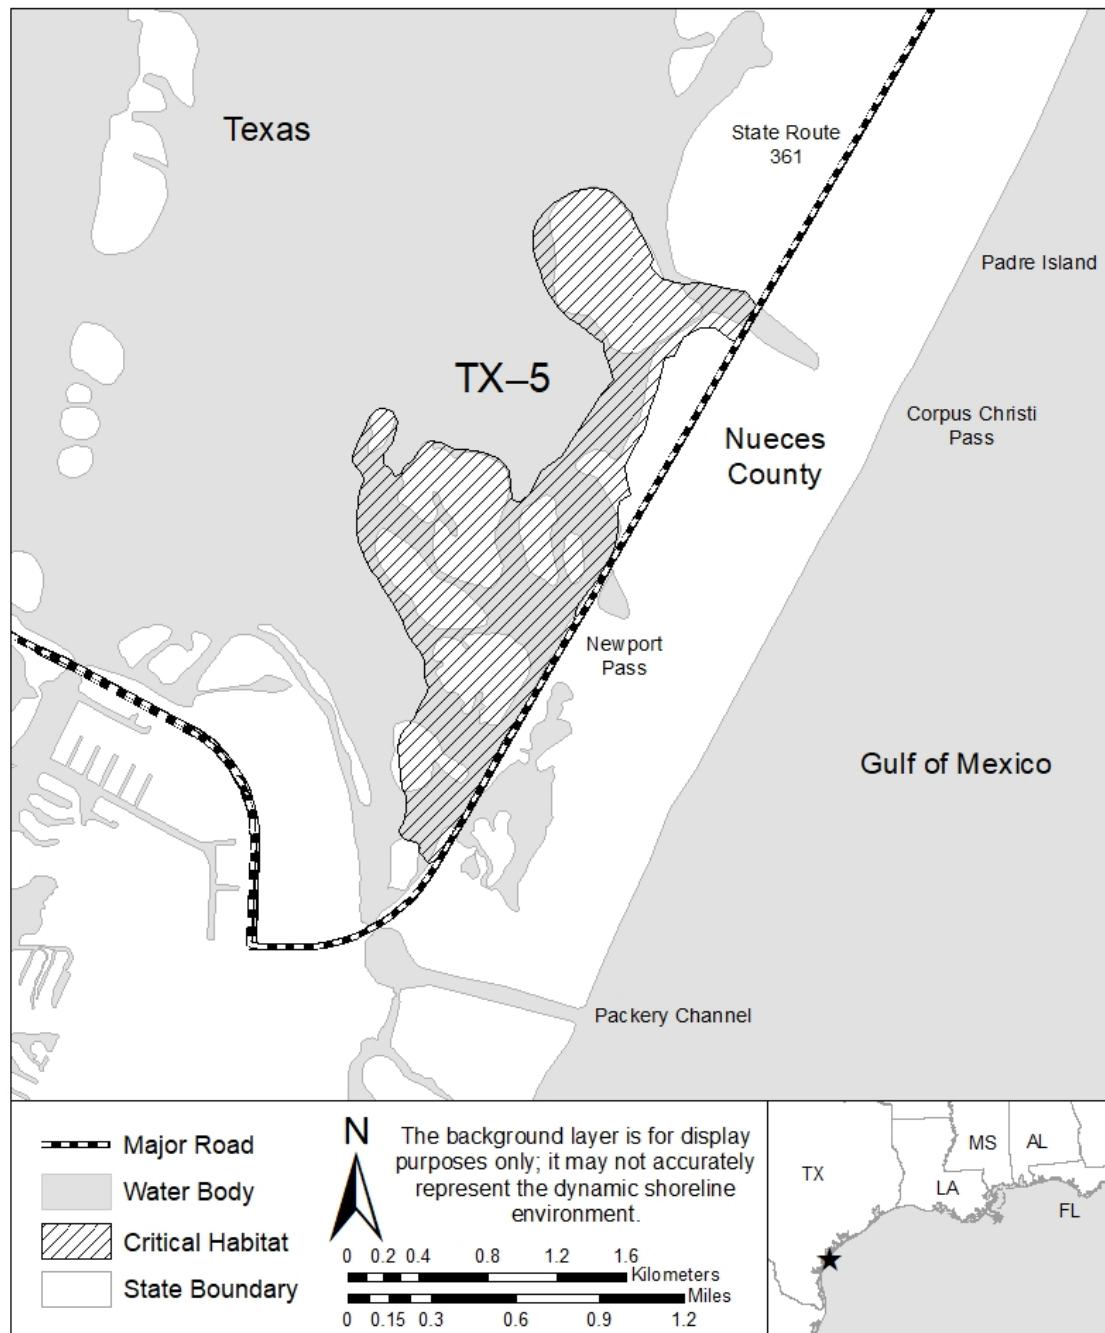 Texas
State Route
361
Padre Island
TX–5
Corpus Christi
Pass
Nueces
County
Newport
Pass
Gulf of Mexico
Packery Channel
Major Road
Water Body
Critical Habitat
State Boundary
N
The background layer is for display
purposes only; it may not accurately
represent the dynamic shoreline
environment.
0 0.2 0.4 0.8 1.2 1.6
Kilometers
Miles
0 0.15 0.3 0.6 0.9 1.2
MS AL
TX
LA
FL